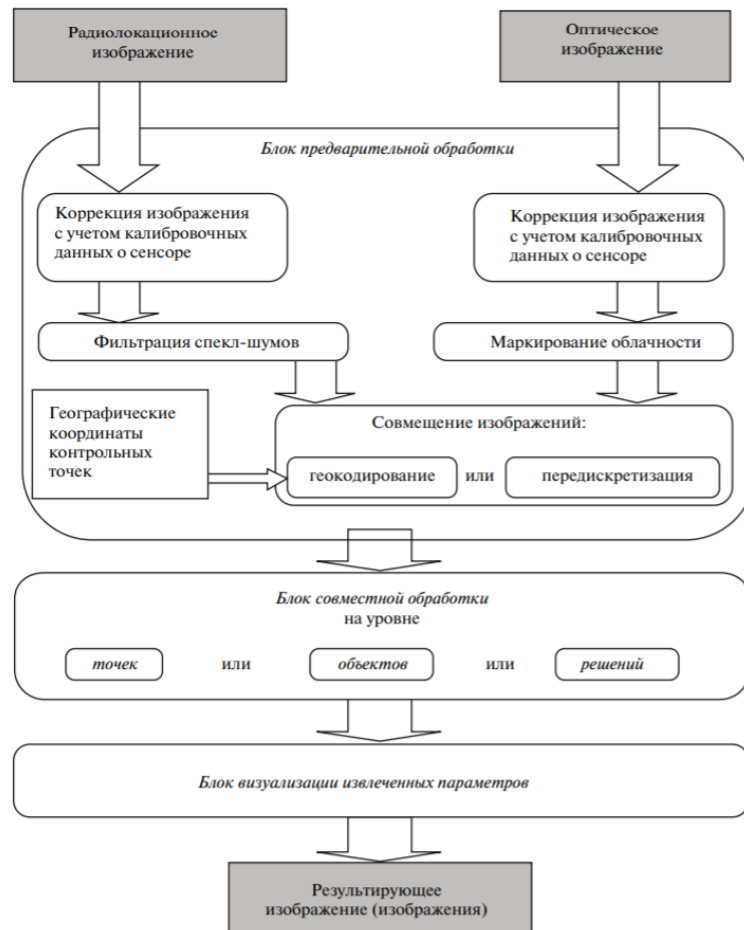 Радиолокационное
изображение
Оптическое
изображение
Блок предварительной обработки
Коррекция изображения
с учетом калибровочных
данных о сенсоре
Коррекция изображения
с учетом калибровочных
данных о сенсоре
Фильтрация спекл-шумов
Маркирование облачности
Географические
координаты
контрольных
точек
Совмещение изображений:
геокодирование или передискретизация
Блок совместной обработки
на уровне
точек или объектов или решений
Блок визуализации извлеченных параметров
Результирующее
изображение (изображения)